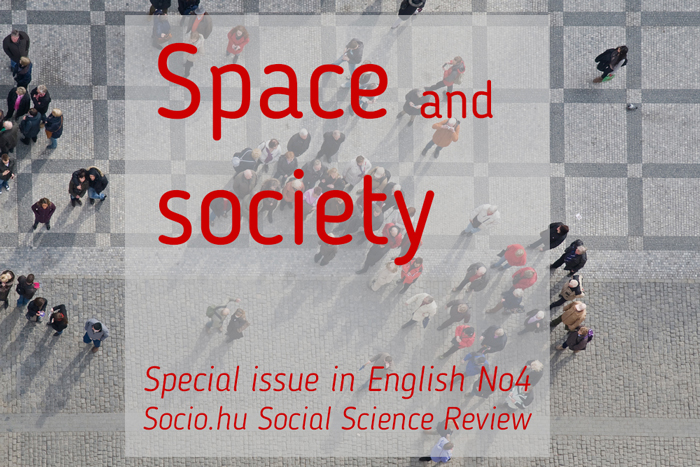 Space and
society
Special issue in English No4
Socio.hu Social Science Review